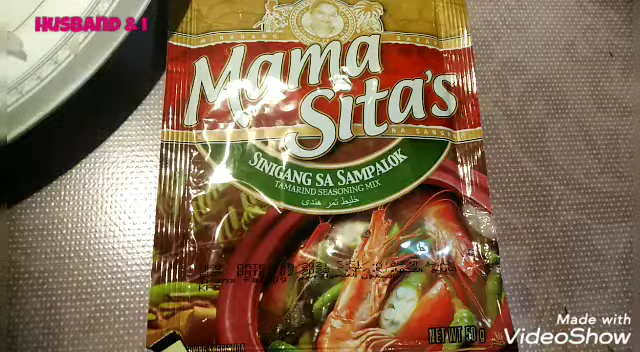 HUSBAND & I
Mama
Sita's
SINIGANG SA SAMPALOK
TAMARIND SEASONING MIX
خليط تمر هندي
NET WT 50 g
Made with
VideoShow